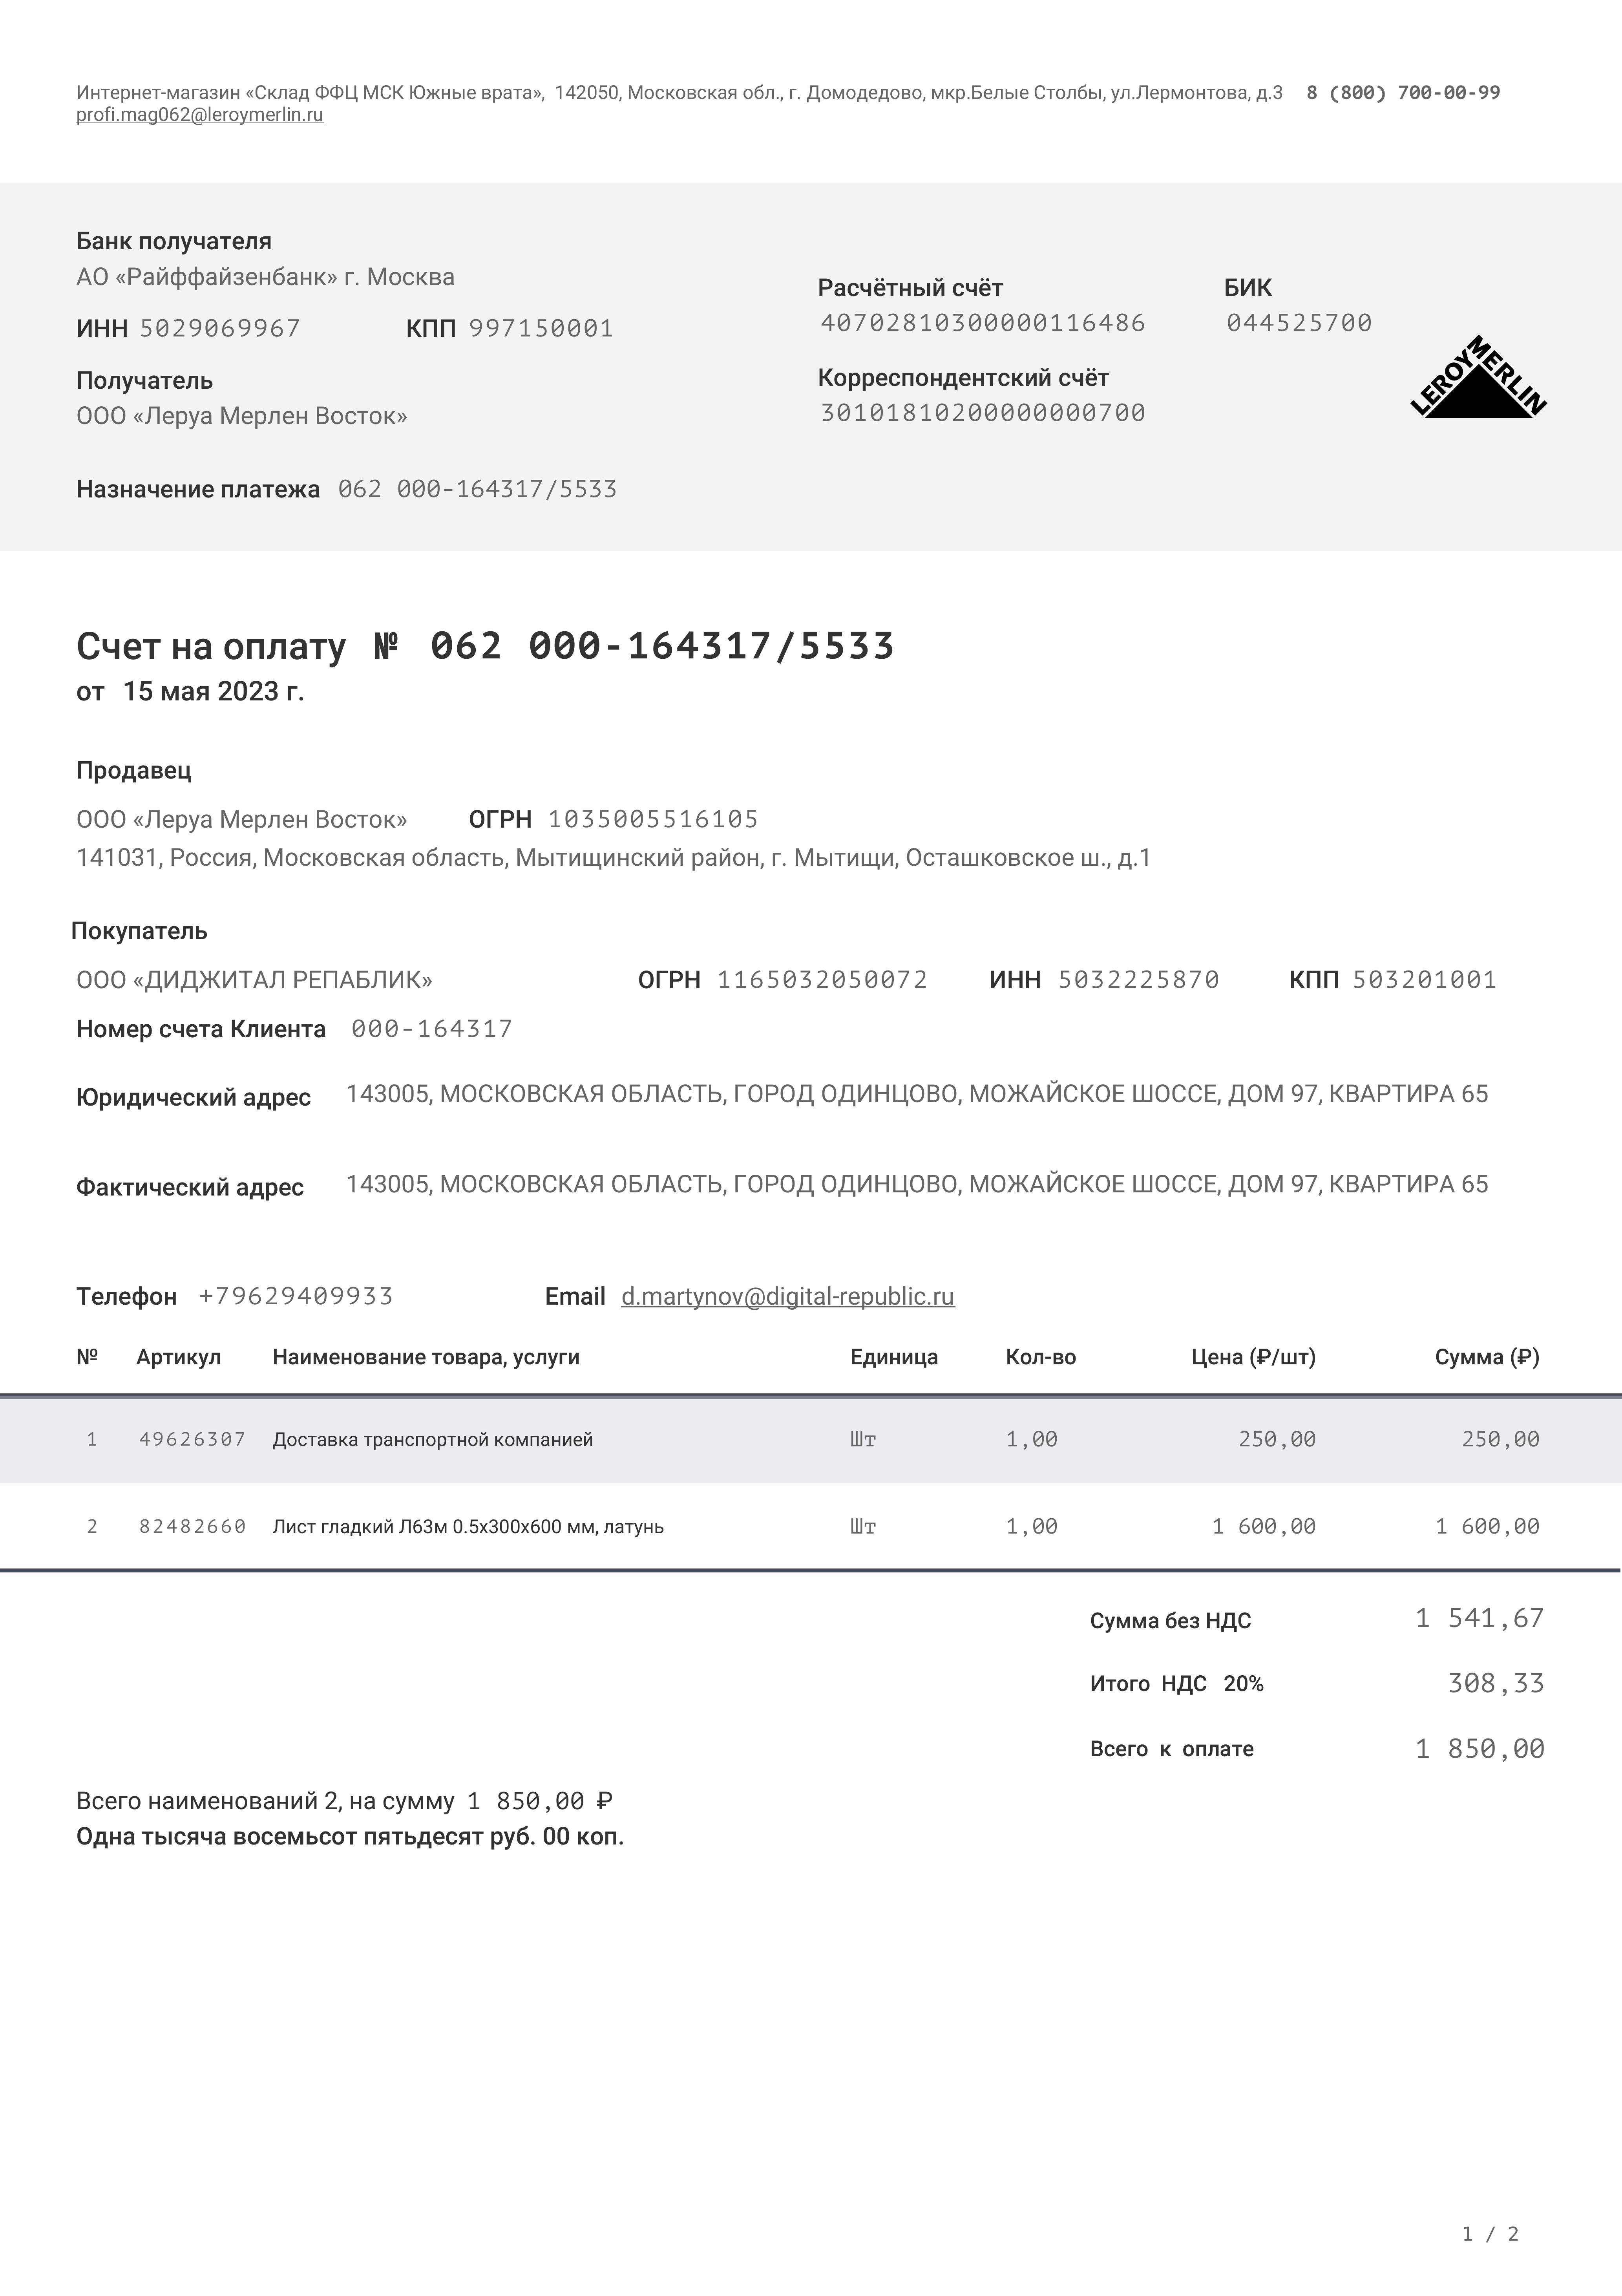 Интернет-магазин «Склад ФФЦ МСК Южные врата», 142050, Московская обл., г. Домодедово, мкр.Белые Столбы, ул.Лермонтова, д.3 8 (800) 700-00-99
profi.mag062@leroymerlin.ru
Банк получателя
АО «Райффайзенбанк» г. Москва
Расчётный счёт БИК
40702810300000116486 044525700
ИНН 5029069967 КПП 997150001
LEROY MERLIN
Получатель
Корреспондентский счёт
ООО «Леруа Мерлен Восток»
30101810200000000700
Назначение платежа 062 000-164317/5533
Счет на оплату № 062 000-164317/5533
от 15 мая 2023 г.
Продавец
ООО «Леруа Мерлен Восток» ОГРН 1035005516105
141031, Россия, Московская область, Мытищинский район, г. Мытищи, Осташковское ш., д.1
Покупатель
ООО «ДИДЖИТАЛ РЕПАБЛИК» ОГРН 1165032050072 ИНН 5032225870 КПП 503201001
Номер счета Клиента 000-164317
Юридический адрес 143005, МОСКОВСКАЯ ОБЛАСТЬ, ГОРОД ОДИНЦОВО, МОЖАЙСКОЕ ШОССЕ, ДОМ 97, КВАРТИРА 65
Фактический адрес 143005, МОСКОВСКАЯ ОБЛАСТЬ, ГОРОД ОДИНЦОВО, МОЖАЙСКОЕ ШОССЕ, ДОМ 97, КВАРТИРА 65
Телефон +79629409933 Email d.martynov@digital-republic.ru
№ Артикул Наименование товара, услуги Единица Кол-во Цена (₽/шт) Сумма (₽)
1 49626307 Доставка транспортной компанией Шт 1,00 250,00 250,00
2 82482660 Лист гладкий Л63м 0.5x300x600 мм, латунь Шт 1,00 1 600,00 1 600,00
Сумма без НДС 1 541,67
Итого НДС 20% 308,33
Всего к оплате 1 850,00
Всего наименований 2, на сумму 1 850,00 ₽
Одна тысяча восемьсот пятьдесят руб. 00 коп.
1 / 2